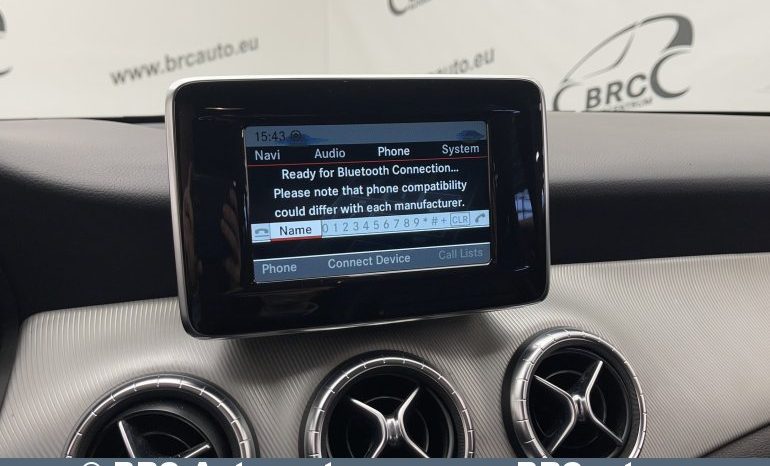 www.brcauto.eu
brcauto.eu
BRC
15:43
Navi Audio Phone System
Ready for Bluetooth Connection...
Please note that phone compatibility
could differ with each manufacturer.
Name 0 1 2 3 4 5 6 7 8 9 * # + CLR
Phone Connect Device Call Lists